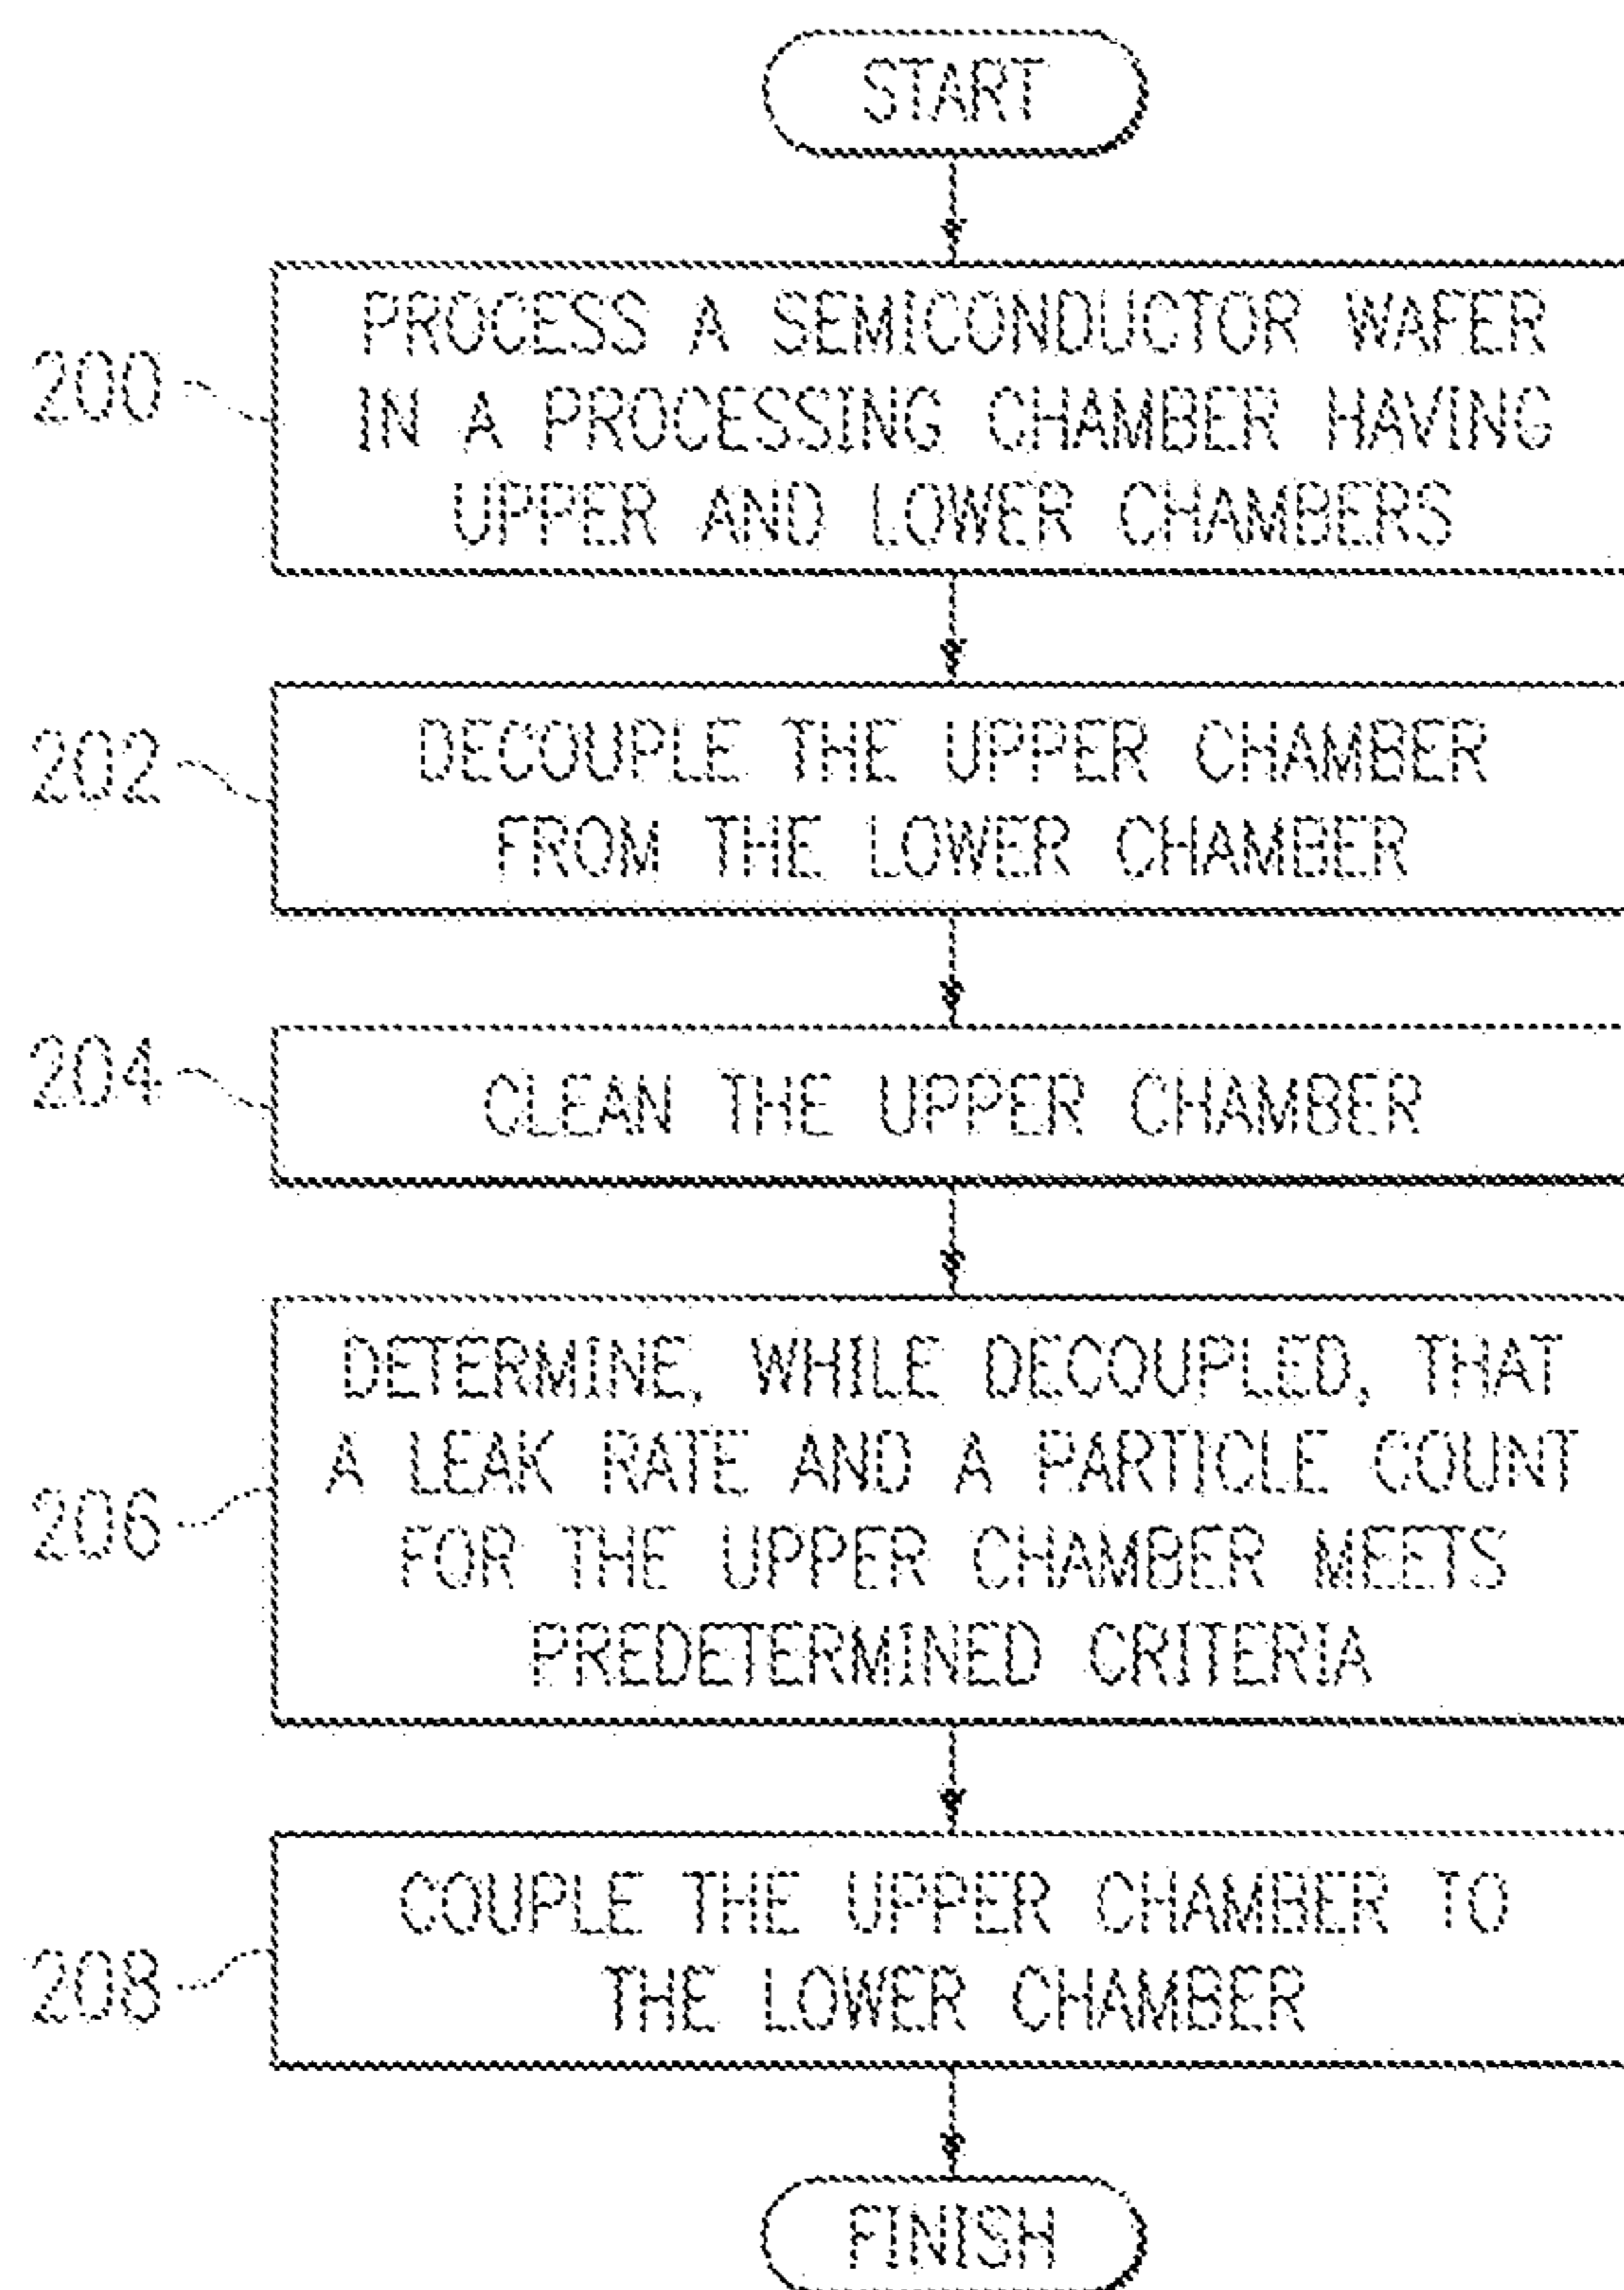 START
200
PROCESS A SEMICONDUCTOR WAFER
IN A PROCESSING CHAMBER HAVING
UPPER AND LOWER CHAMBERS
202
DECOUPLE THE UPPER CHAMBER
FROM THE LOWER CHAMBER
204
CLEAN THE UPPER CHAMBER
206
DETERMINE, WHILE DECOUPLED, THAT
A LEAK RATE AND A PARTICLE COUNT
FOR THE UPPER CHAMBER MEETS
PREDETERMINED CRITERIA
208
COUPLE THE UPPER CHAMBER TO
THE LOWER CHAMBER
FINISH